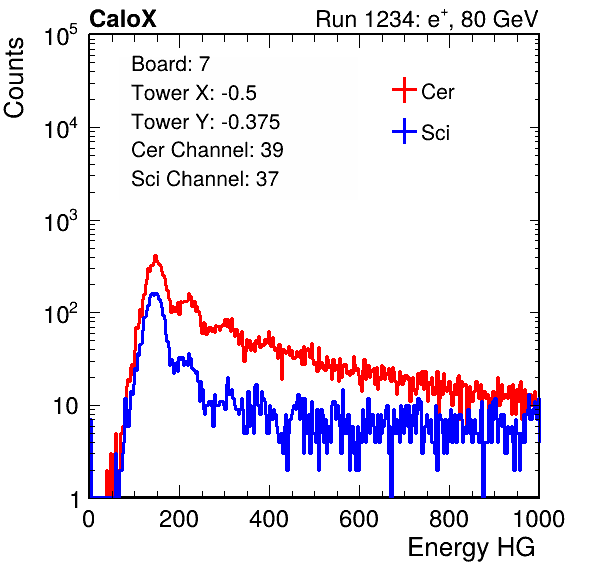 CaloX Run 1234: e⁺, 80 GeV
Counts
Board: 7
Tower X: -0.5
Tower Y: -0.375
Cer Channel: 39
Sci Channel: 37
Cer
Sci
10⁵
10⁴
10³
10²
10
1
0 200 400 600 800 1000
Energy HG